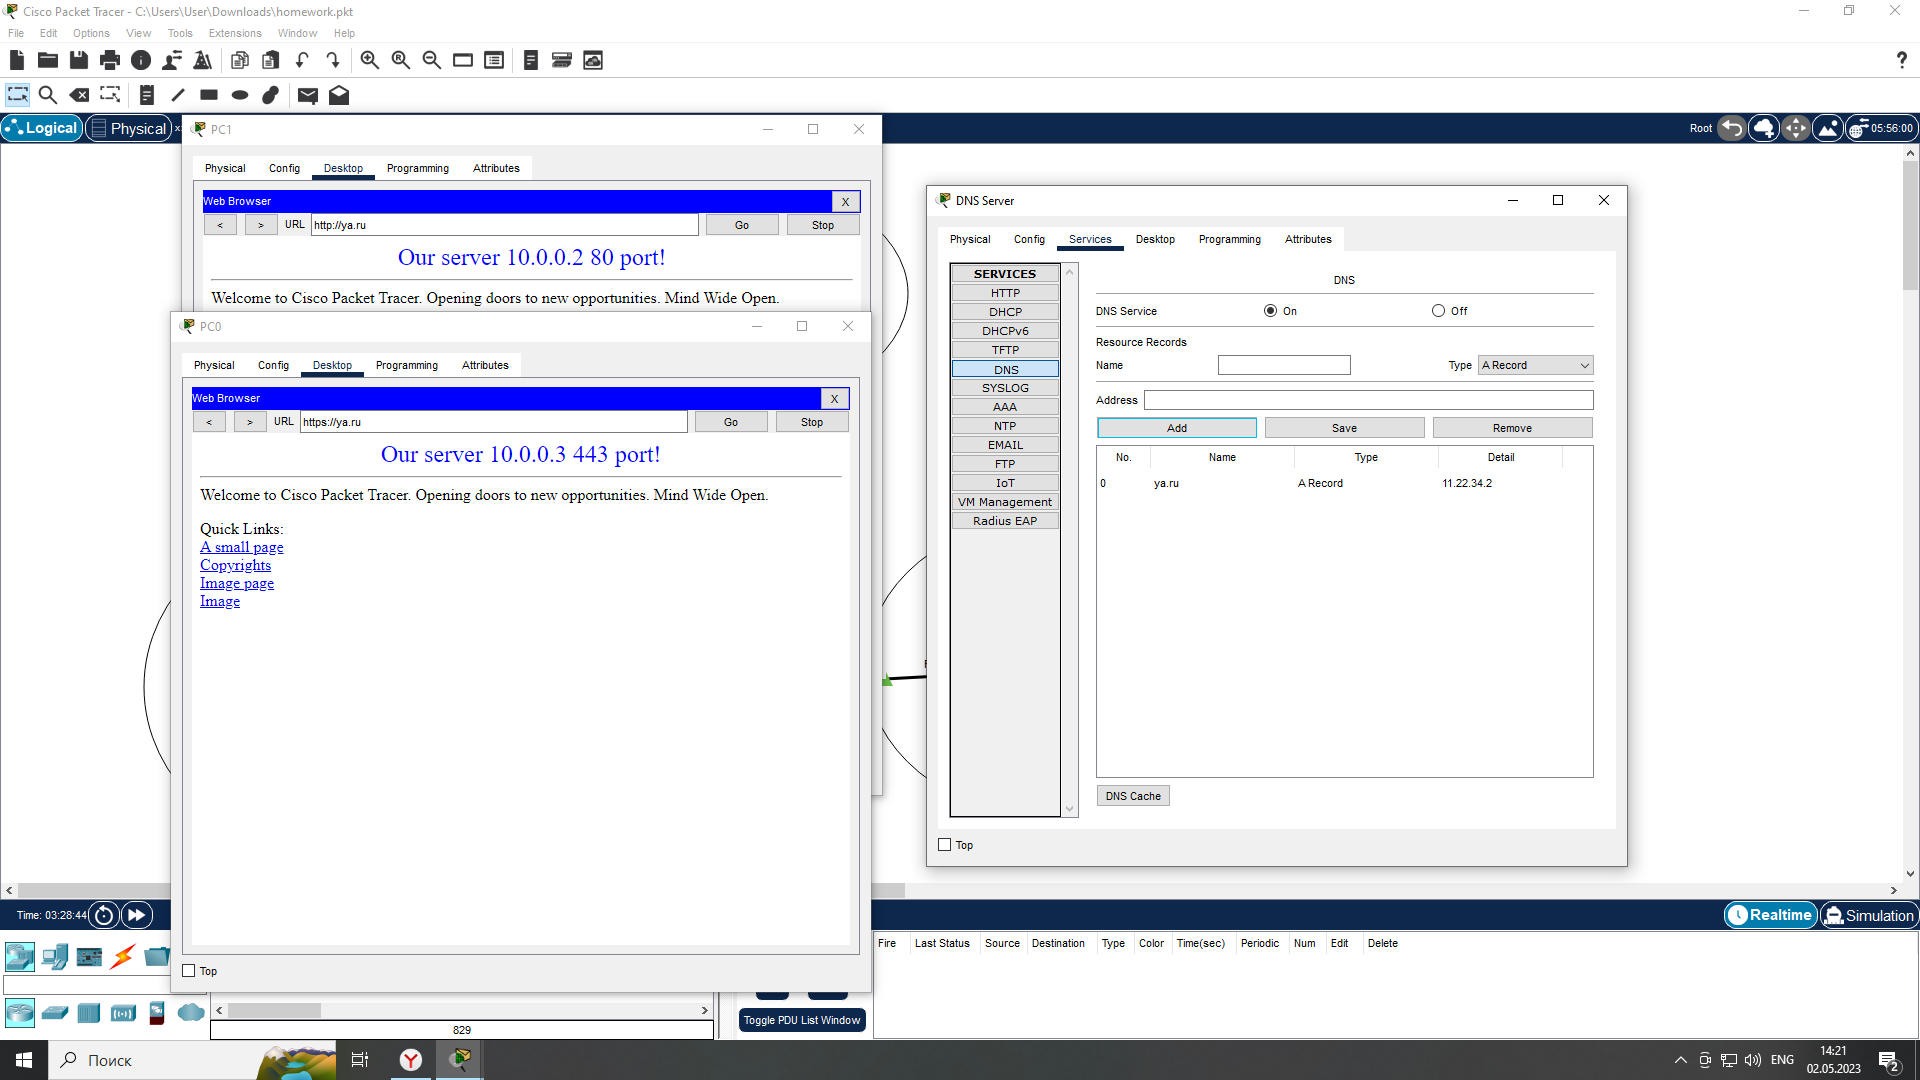 Cisco Packet Tracer - C:\Users\User\Downloads\homework.pkt
File Edit Options View Tools Extensions Window Help
Logical Physical x Root 05:56:00
PC1
Physical Config Desktop Programming Attributes
Web Browser X
< > URL http://ya.ru Go Stop
Our server 10.0.0.2 80 port!
Welcome to Cisco Packet Tracer. Opening doors to new opportunities. Mind Wide Open.
PC0
Physical Config Desktop Programming Attributes
Web Browser X
< > URL https://ya.ru Go Stop
Our server 10.0.0.3 443 port!
Welcome to Cisco Packet Tracer. Opening doors to new opportunities. Mind Wide Open.
Quick Links:
A small page
Copyrights
Image page
Image
Top
DNS Server
Physical Config Services Desktop Programming Attributes
SERVICES
HTTP
DHCP
DHCPv6
TFTP
DNS
SYSLOG
AAA
NTP
EMAIL
FTP
IoT
VM Management
Radius EAP
DNS
DNS Service On Off
Resource Records
Name Type A Record
Address
Add Save Remove
No. Name Type Detail
0 ya.ru A Record 11.22.34.2
DNS Cache
Top
Time: 03:28:44 Realtime Simulation
Fire Last Status Source Destination Type Color Time(sec) Periodic Num Edit Delete
829
Toggle PDU List Window
Поиск
ENG
14:21
02.05.2023
2